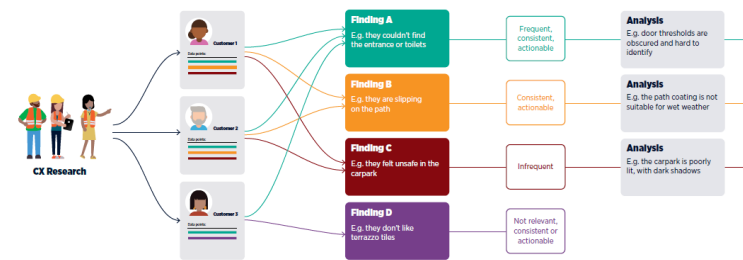 CX Research
Customer 1
Data points:
Customer 2
Data points:
Customer 3
Data points:
Finding A
E.g. they couldn't find
the entrance or toilets
Finding B
E.g. they are slipping
on the path
Finding C
E.g. they felt unsafe in the
carpark
Finding D
E.g. they don't like
terrazzo tiles
Frequent,
consistent,
actionable
Consistent,
actionable
Infrequent
Not relevant,
consistent or
actionable
Analysis
E.g. door thresholds are
obscured and hard to
identify
Analysis
E.g. the path coating is not
suitable for wet weather
Analysis
E.g. the carpark is poorly
lit, with dark shadows